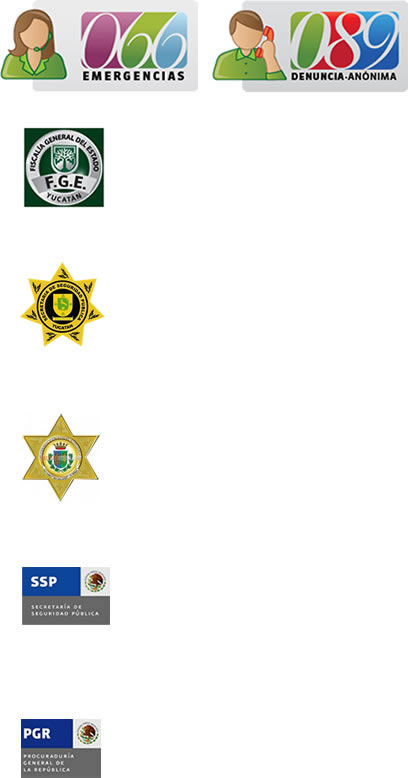 066
EMERGENCIAS
089
DENUNCIA-ANÓNIMA
FISCALÍA GENERAL DEL ESTADO
F.G.E.
YUCATÁN
SECRETARÍA DE SEGURIDAD PÚBLICA
YUCATÁN
SSP
SECRETARÍA DE
SEGURIDAD PÚBLICA
PGR
PROCURADURÍA
GENERAL DE
LA REPÚBLICA